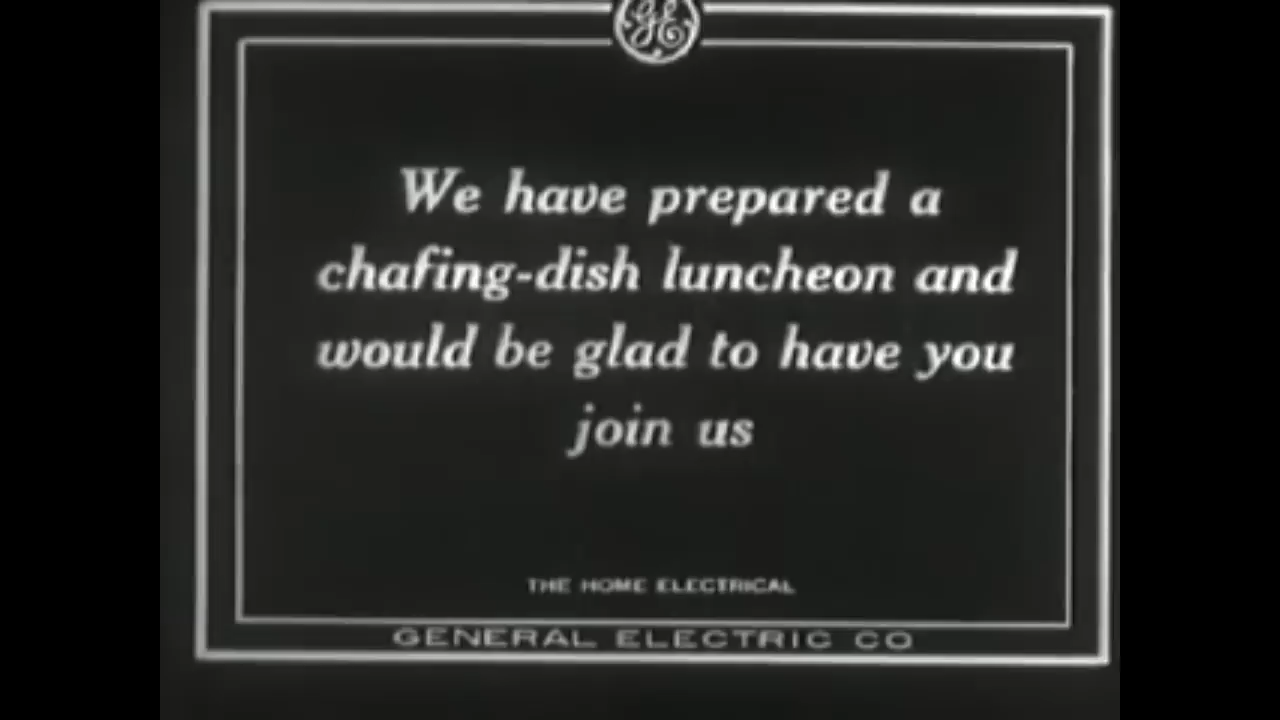 GE
We have prepared a
chafing-dish luncheon and
would be glad to have you
join us
THE HOME ELECTRICAL
GENERAL ELECTRIC CO